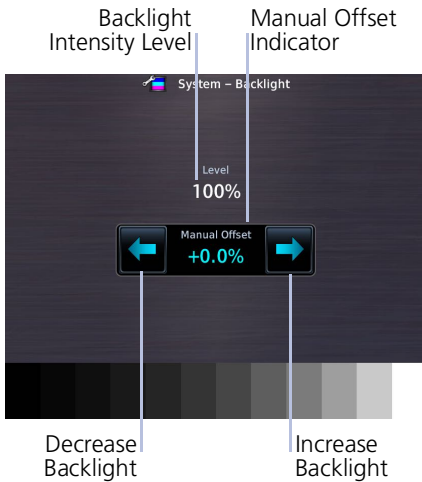 Backlight
Intensity Level
Manual Offset
Indicator
System – Backlight
Level
100%
Manual Offset
+0.0%
Decrease
Backlight
Increase
Backlight